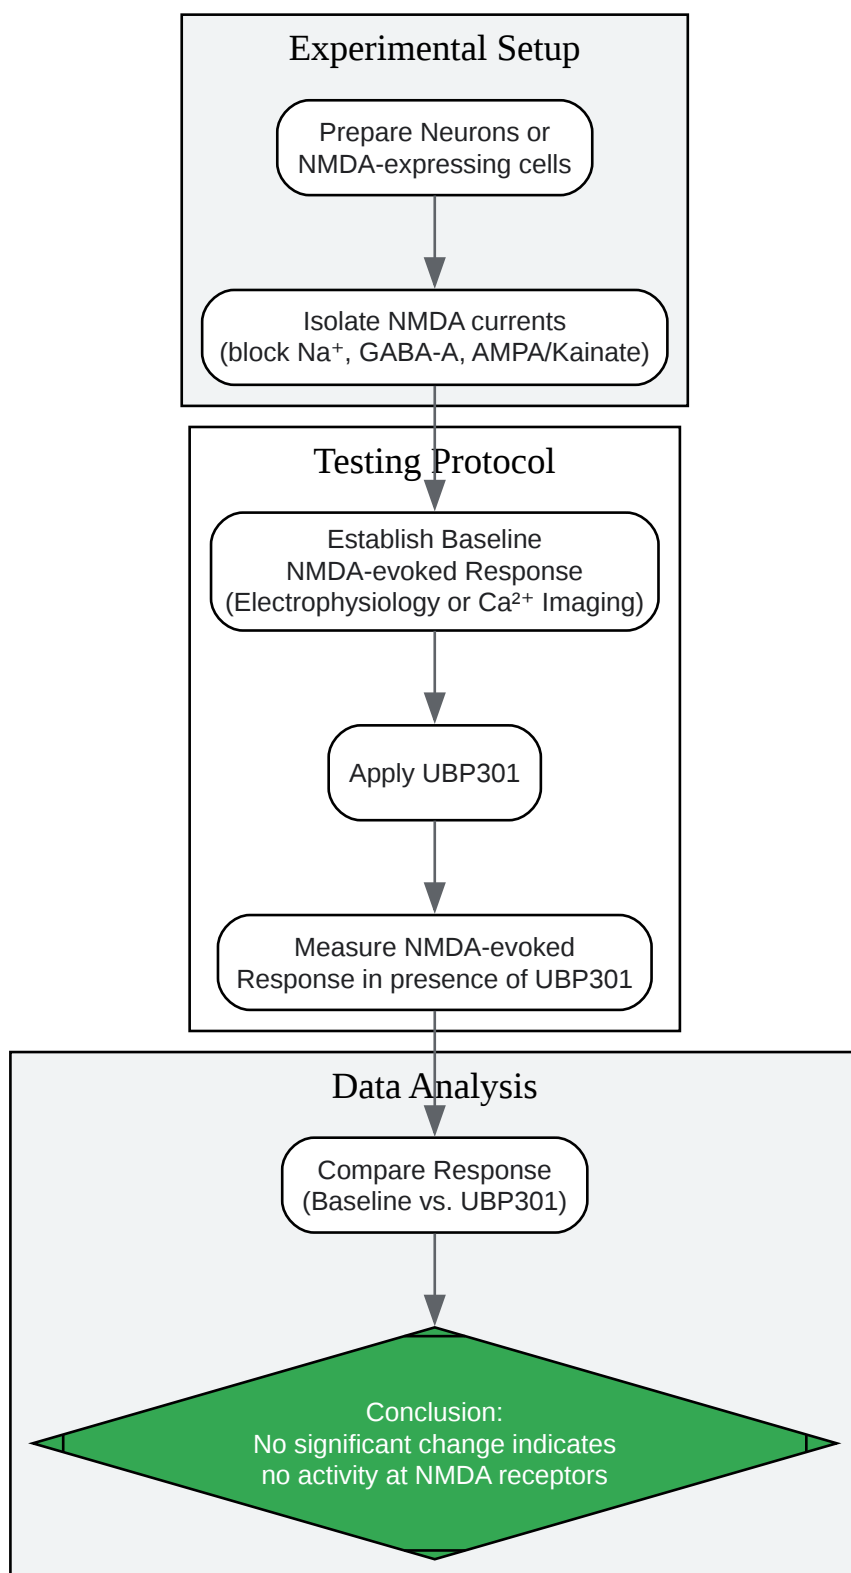 Experimental Setup
Prepare Neurons or
NMDA-expressing cells
Isolate NMDA currents
(block Na⁺, GABA-A, AMPA/Kainate)
Testing Protocol
Establish Baseline
NMDA-evoked Response
(Electrophysiology or Ca²⁺ Imaging)
Apply UBP301
Measure NMDA-evoked
Response in presence of UBP301
Data Analysis
Compare Response
(Baseline vs. UBP301)
Conclusion:
No significant change indicates
no activity at NMDA receptors